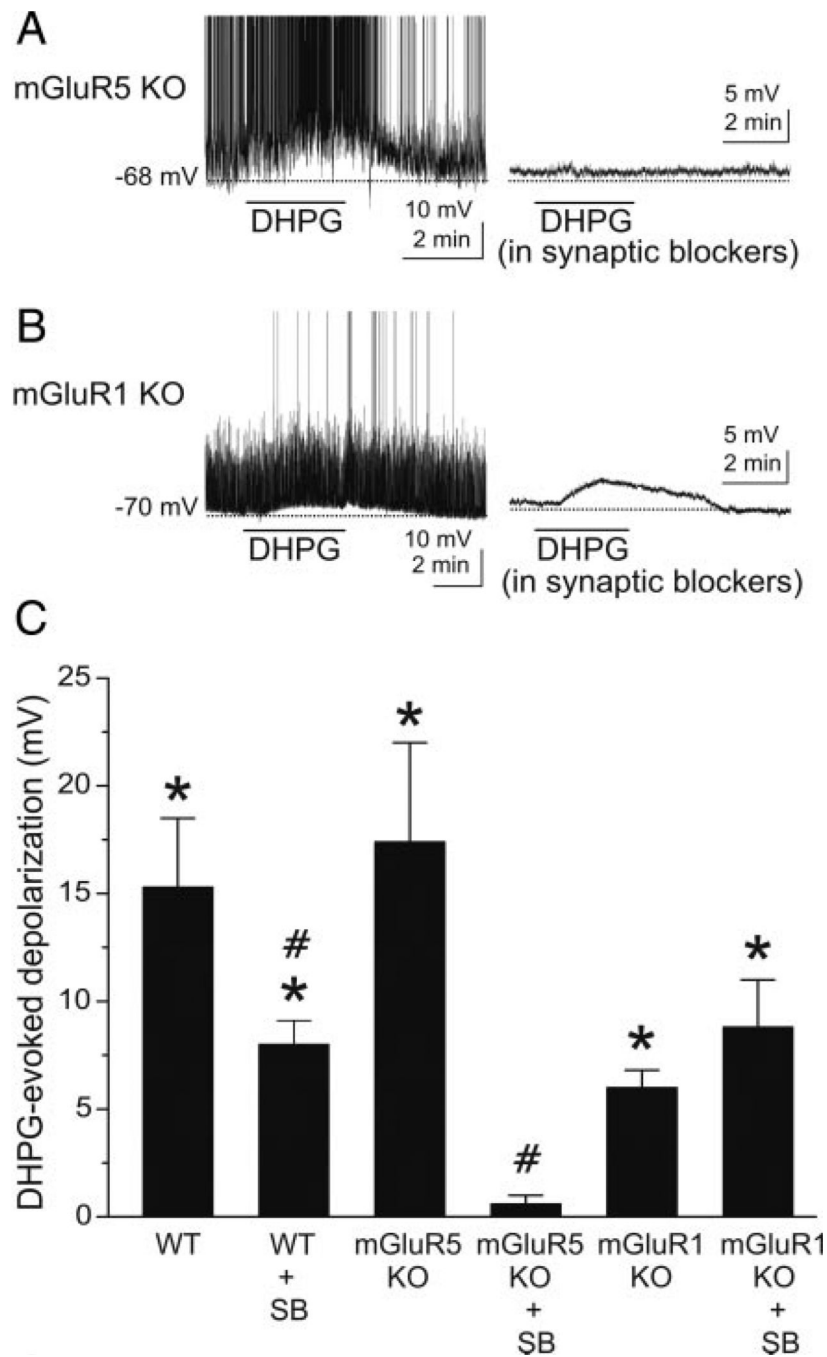 A
mGluR5 KO
-68 mV
DHPG
10 mV
2 min
5 mV
2 min
DHPG
(in synaptic blockers)
B
mGluR1 KO
-70 mV
DHPG
10 mV
2 min
5 mV
2 min
DHPG
(in synaptic blockers)
C
DHPG-evoked depolarization (mV)
25
20
15
10
5
0
*
#
*
*
#
*
*
WT
WT
+
SB
mGluR5
KO
mGluR5
KO
+
SB
mGluR1
KO
mGluR1
KO
+
SB